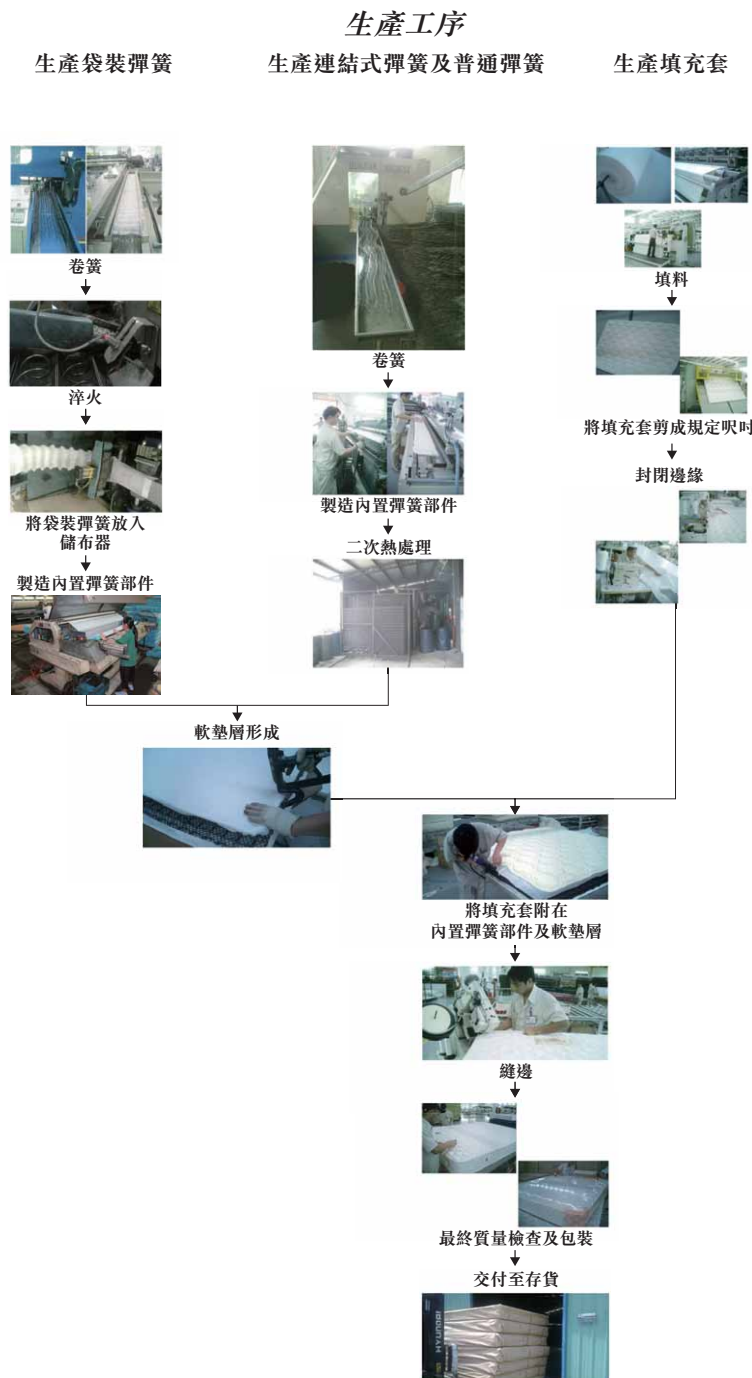 生產工序
生產袋裝彈簧
生產連結式彈簧及普通彈簧
生產填充套
卷簧
淬火
將袋裝彈簧放入
儲布器
製造內置彈簧部件
卷簧
製造內置彈簧部件
二次熱處理
填料
將填充套剪成規定呎吋
封閉邊緣
軟墊層形成
將填充套附在
內置彈簧部件及軟墊層
縫邊
最終質量檢查及包裝
交付至存貨
HYUNDAI